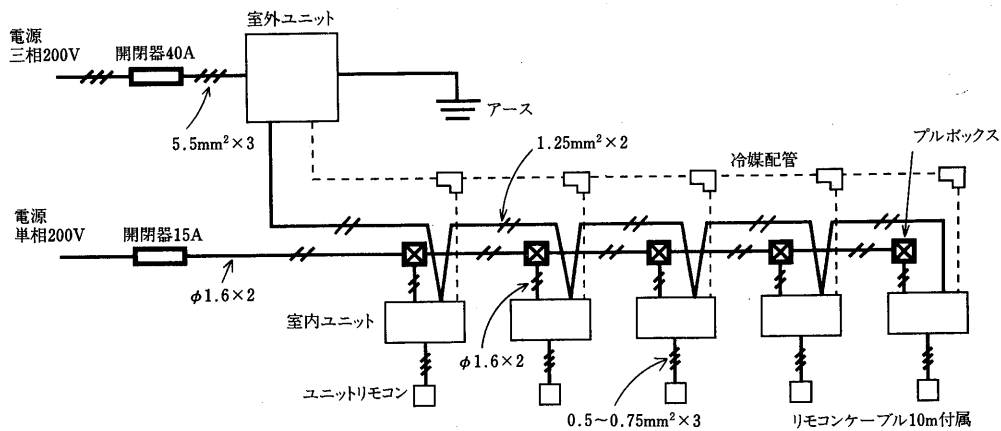 室外ユニット
電源
三相200V
開閉器40A
アース
5.5mm²×3
1.25mm²×2
プルボックス
冷媒配管
電源
単相200V
開閉器15A
φ1.6×2
室内ユニット
φ1.6×2
ユニットリモコン
0.5～0.75mm²×3
リモコンケーブル10m付属